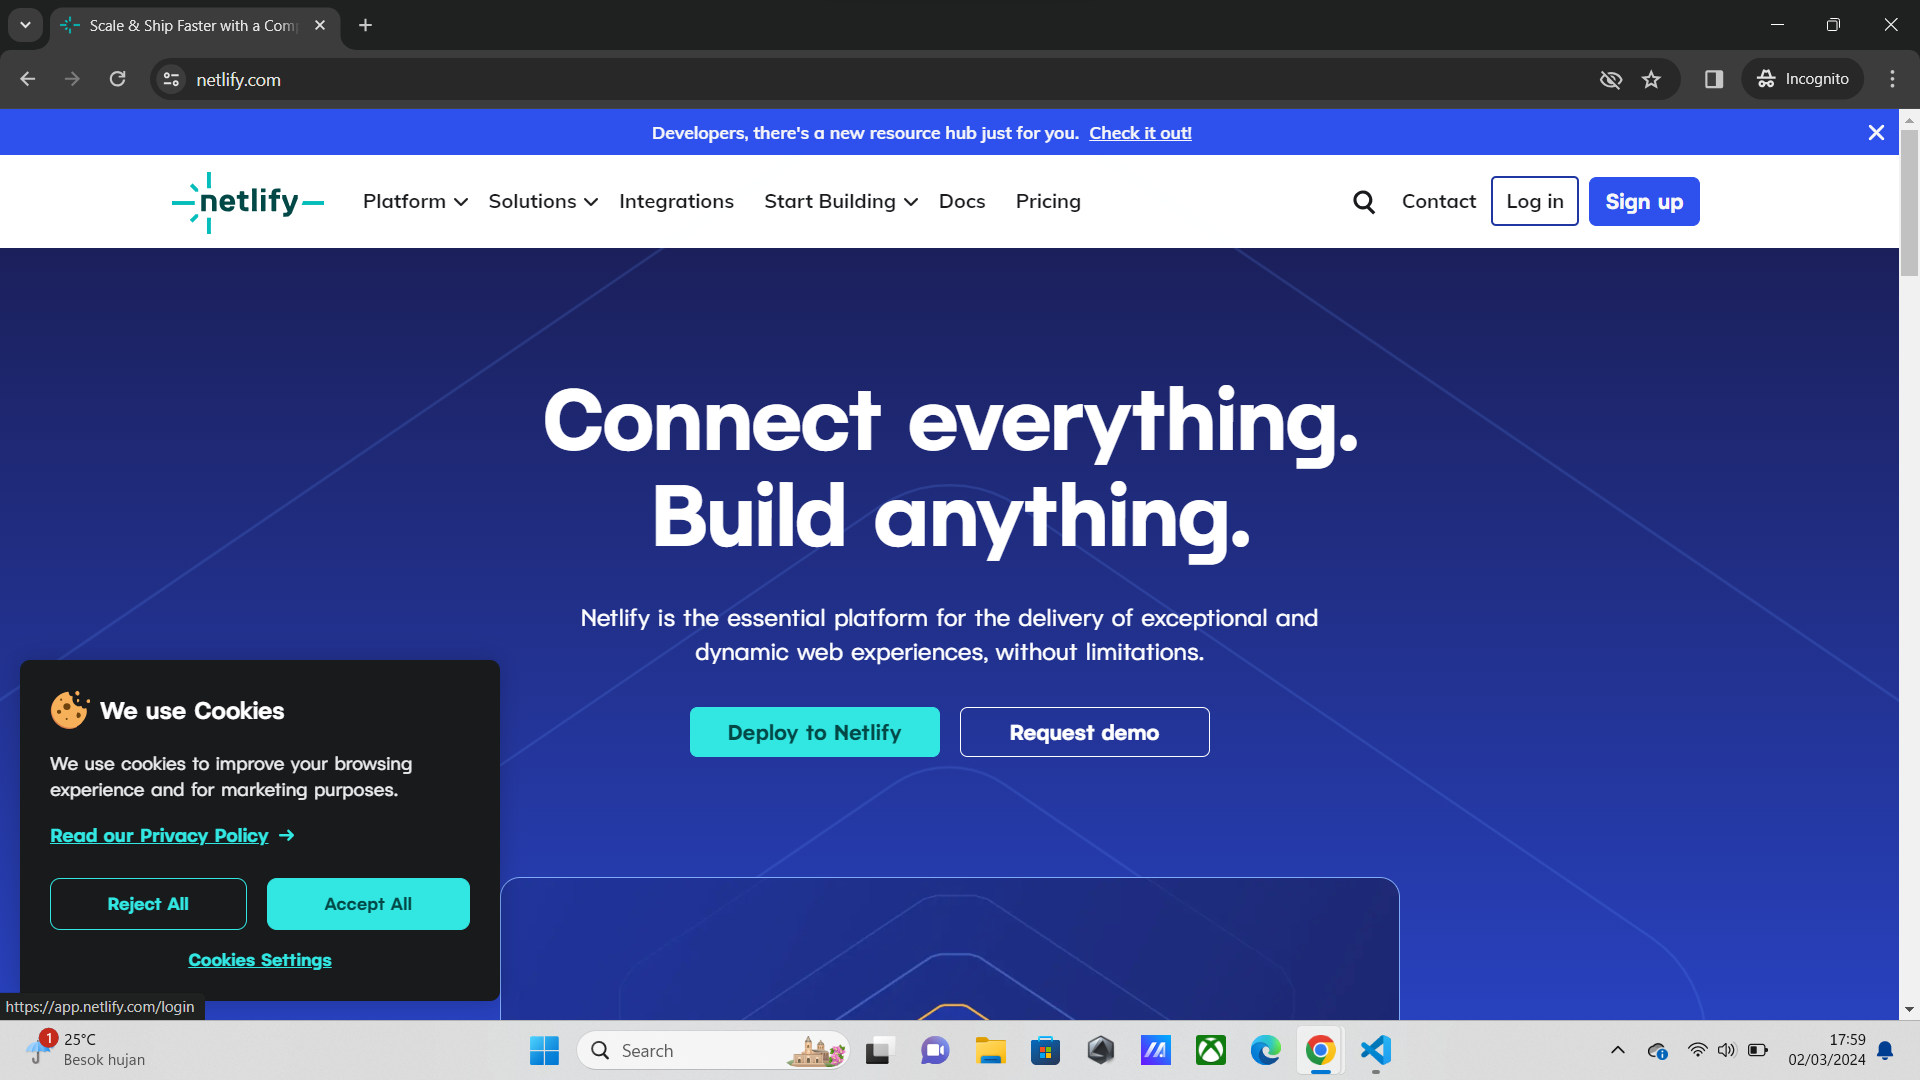 Scale & Ship Faster with a Com
netlify.com
Incognito
Developers, there's a new resource hub just for you. Check it out!
netlify
Platform
Solutions
Integrations
Start Building
Docs
Pricing
Contact
Log in
Sign up
Connect everything.
Build anything.
Netlify is the essential platform for the delivery of exceptional and
dynamic web experiences, without limitations.
Deploy to Netlify
Request demo
We use Cookies
We use cookies to improve your browsing
experience and for marketing purposes.
Read our Privacy Policy →
Reject All
Accept All
Cookies Settings
https://app.netlify.com/login
1
25°C
Besok hujan
Search
17:59
02/03/2024